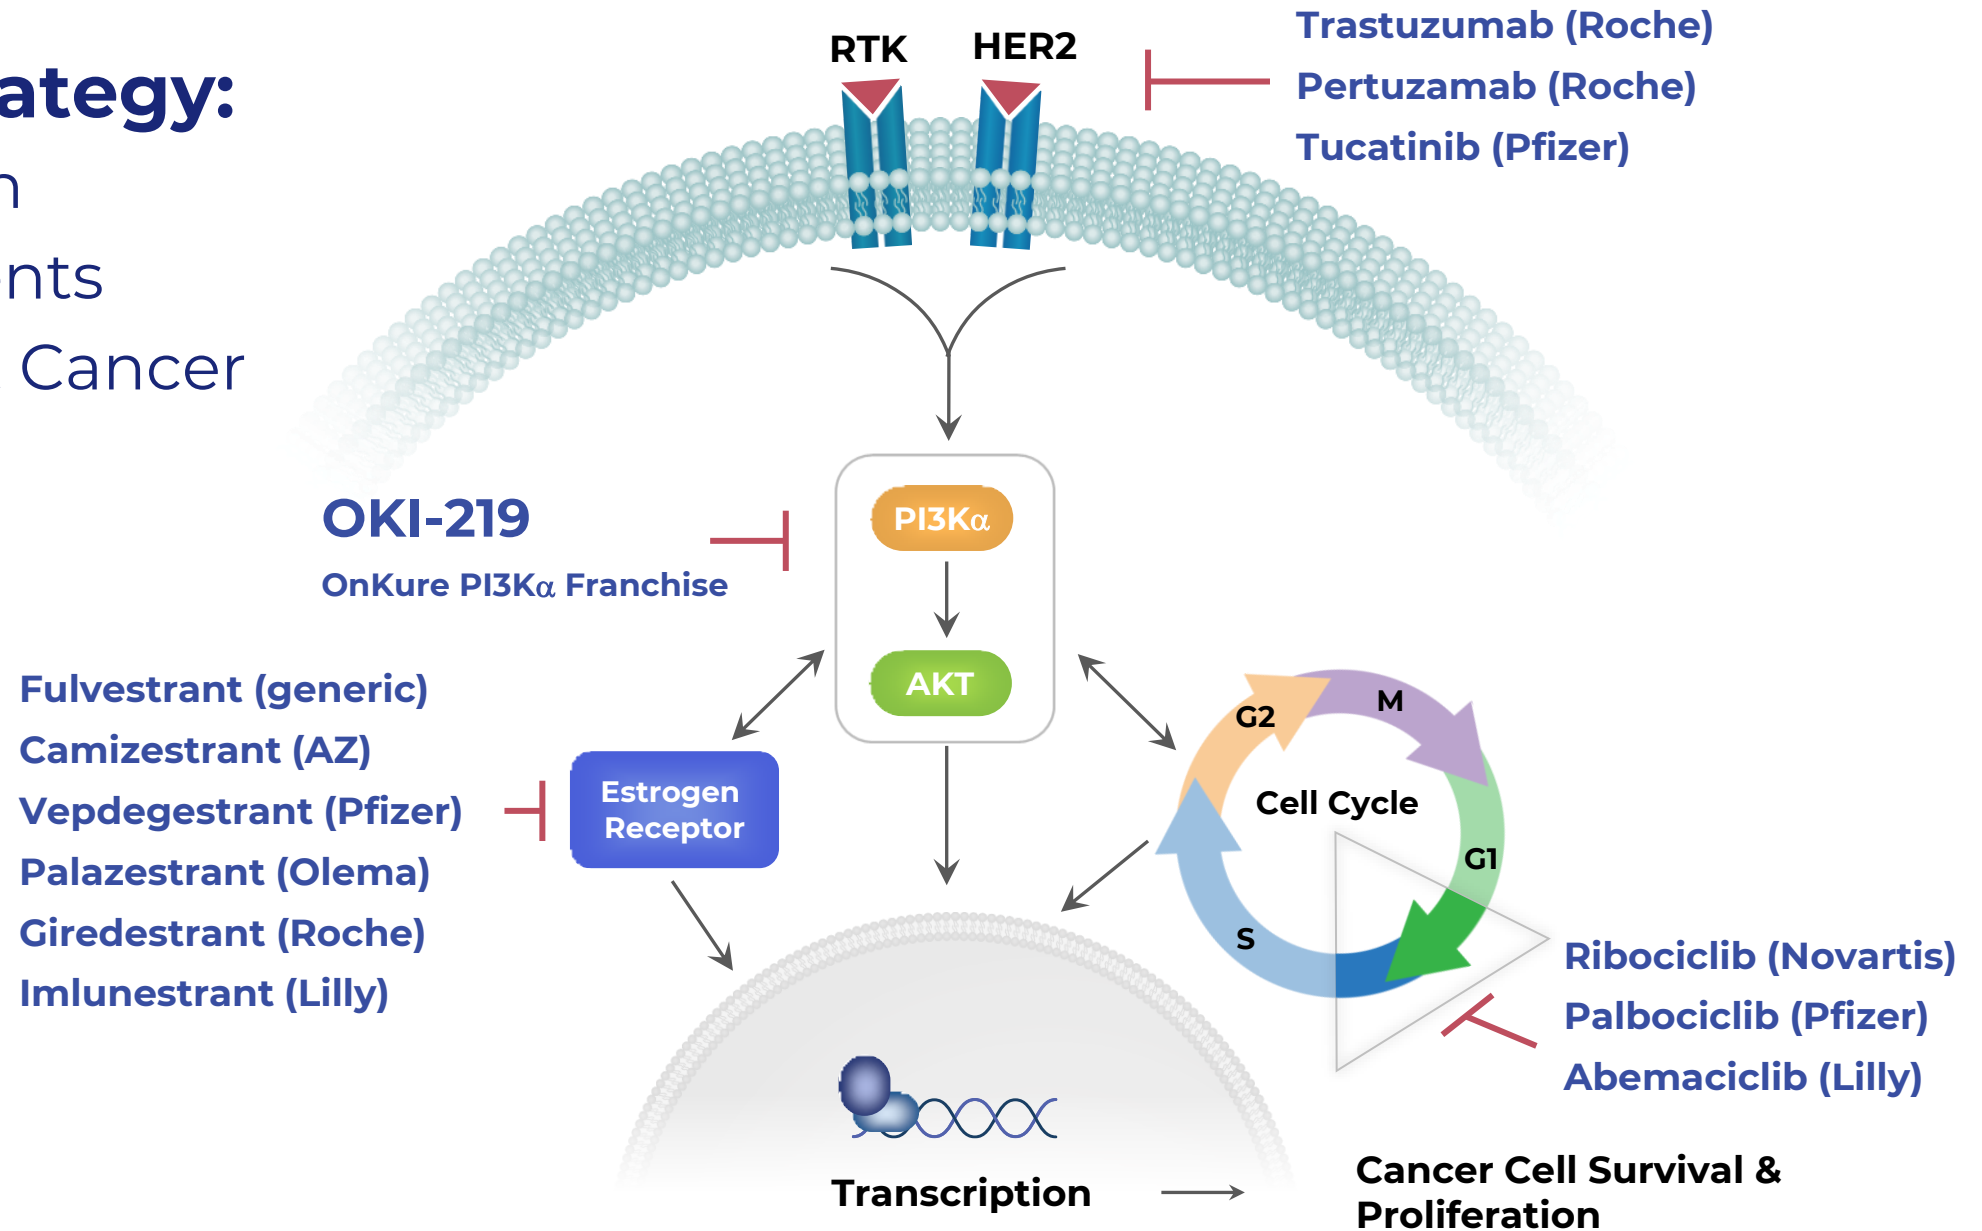 ategy:
n
ents
Cancer
RTK
HER2
Trastuzumab (Roche)
Pertuzamab (Roche)
Tucatinib (Pfizer)
OKI-219
OnKure PI3Kα Franchise
PI3Kα
AKT
Fulvestrant (generic)
Camizestrant (AZ)
Vepdegestrant (Pfizer)
Palazestrant (Olema)
Giredestrant (Roche)
Imlunestrant (Lilly)
Estrogen
Receptor
G2
M
Cell Cycle
G1
S
Ribociclib (Novartis)
Palbociclib (Pfizer)
Abemaciclib (Lilly)
Transcription
Cancer Cell Survival &
Proliferation